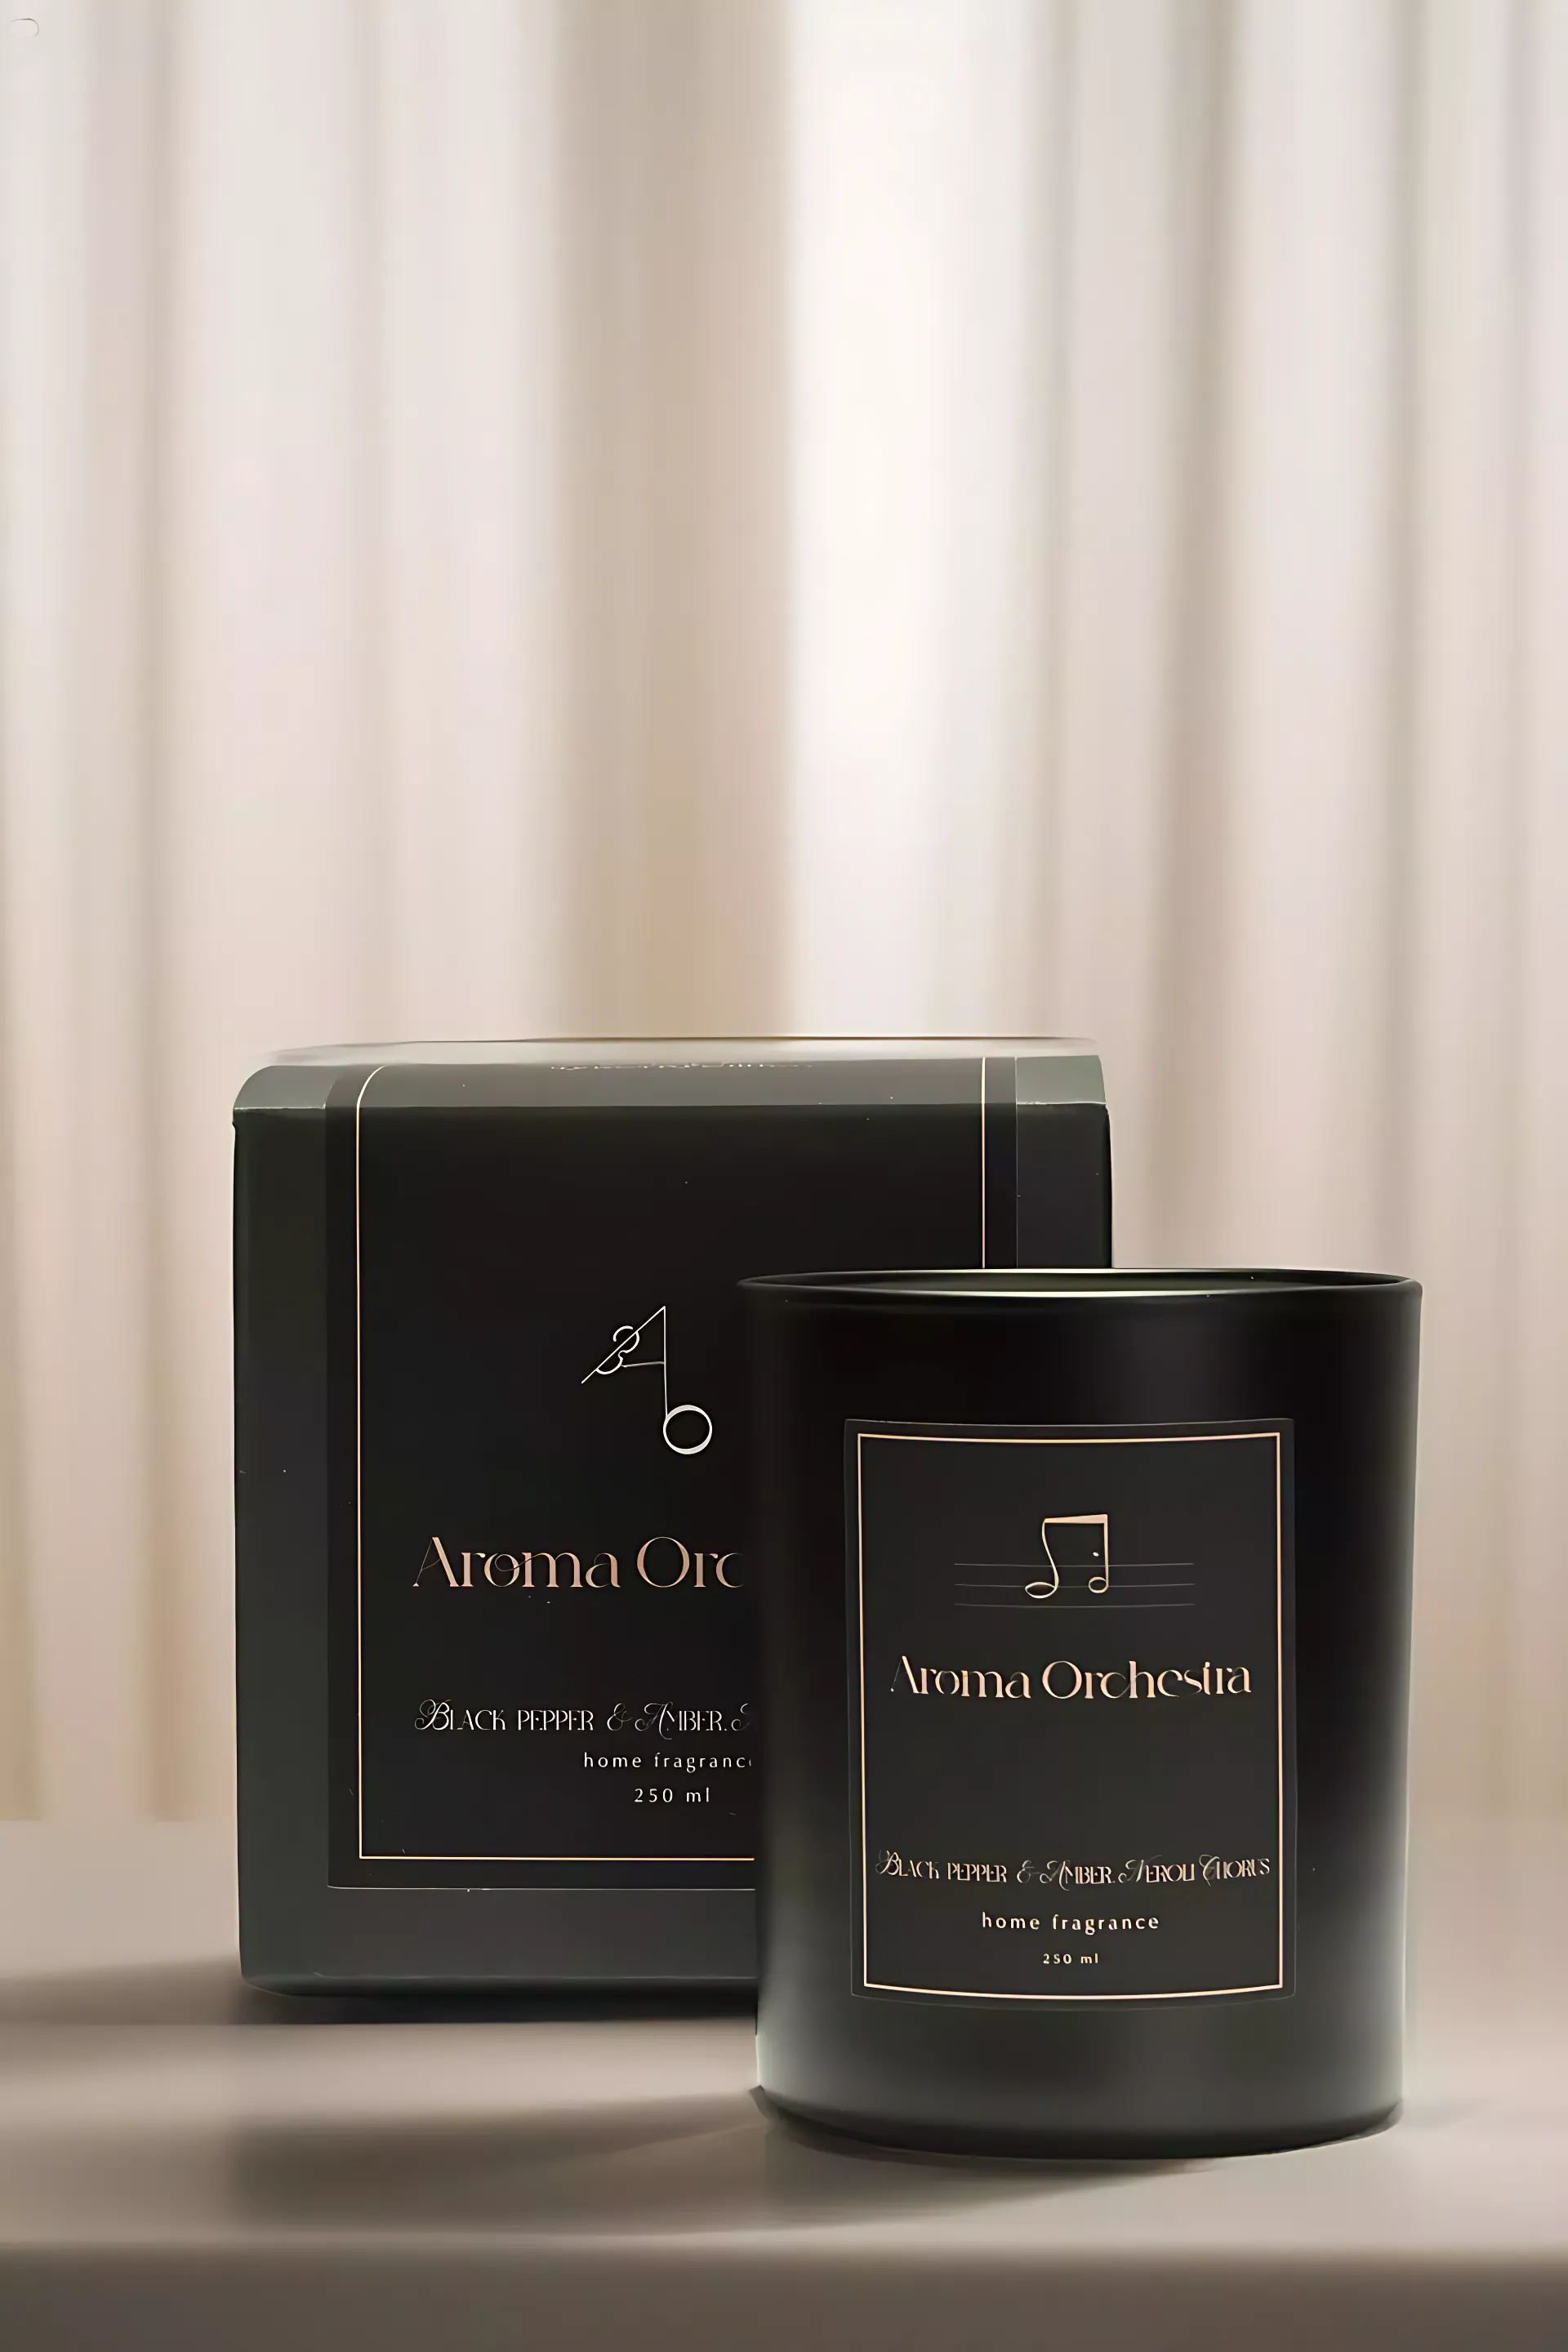 Aroma Orc
BLACK PEPPER & AMBER.
home fragranc
250 ml
Aroma Orchestra
BLACK PEPPER & AMBER. NEROLI CHORUS
home fragrance
250 ml